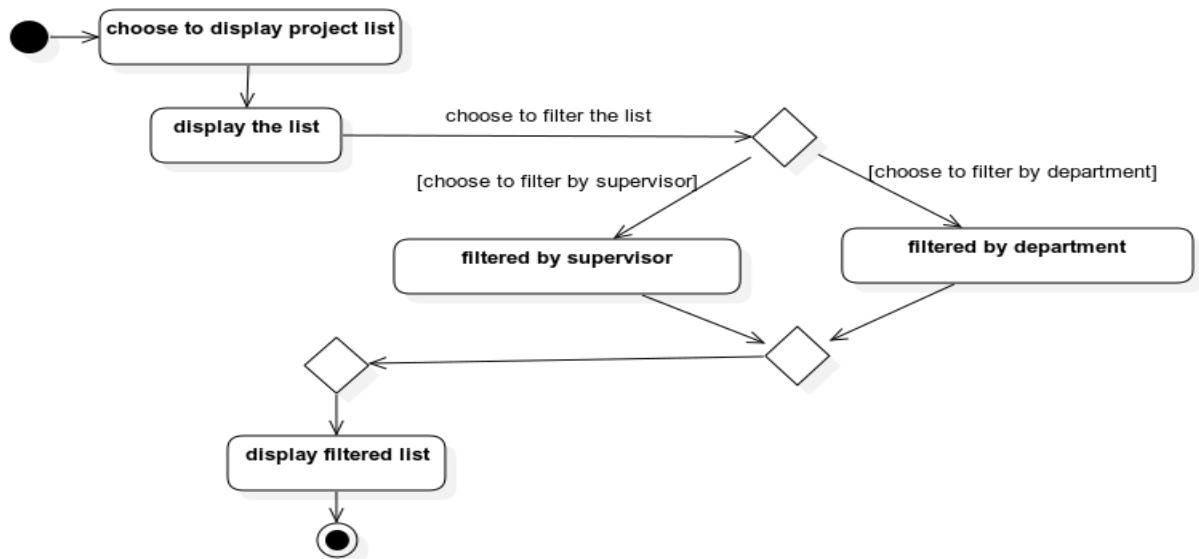 choose to display project list
display the list
choose to filter the list
[choose to filter by supervisor]
[choose to filter by department]
filtered by supervisor
filtered by department
display filtered list